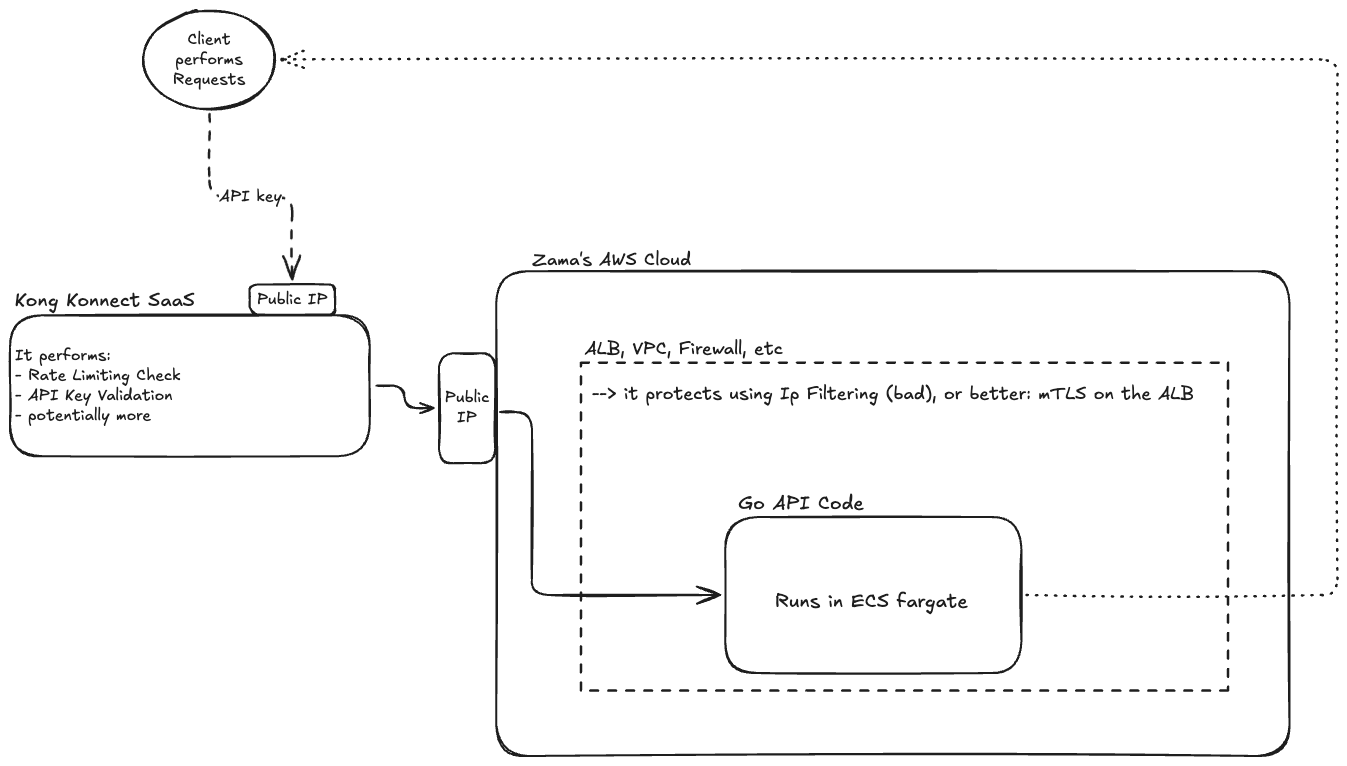 Client
performs
Requests
API key
Public IP
Kong Konnect SaaS
It performs:
- Rate Limiting Check
- API Key Validation
- potentially more
Public
IP
Zama's AWS Cloud
ALB, VPC, Firewall, etc
--> it protects using Ip Filtering (bad), or better: mTLS on the ALB
Go API Code
Runs in ECS fargate